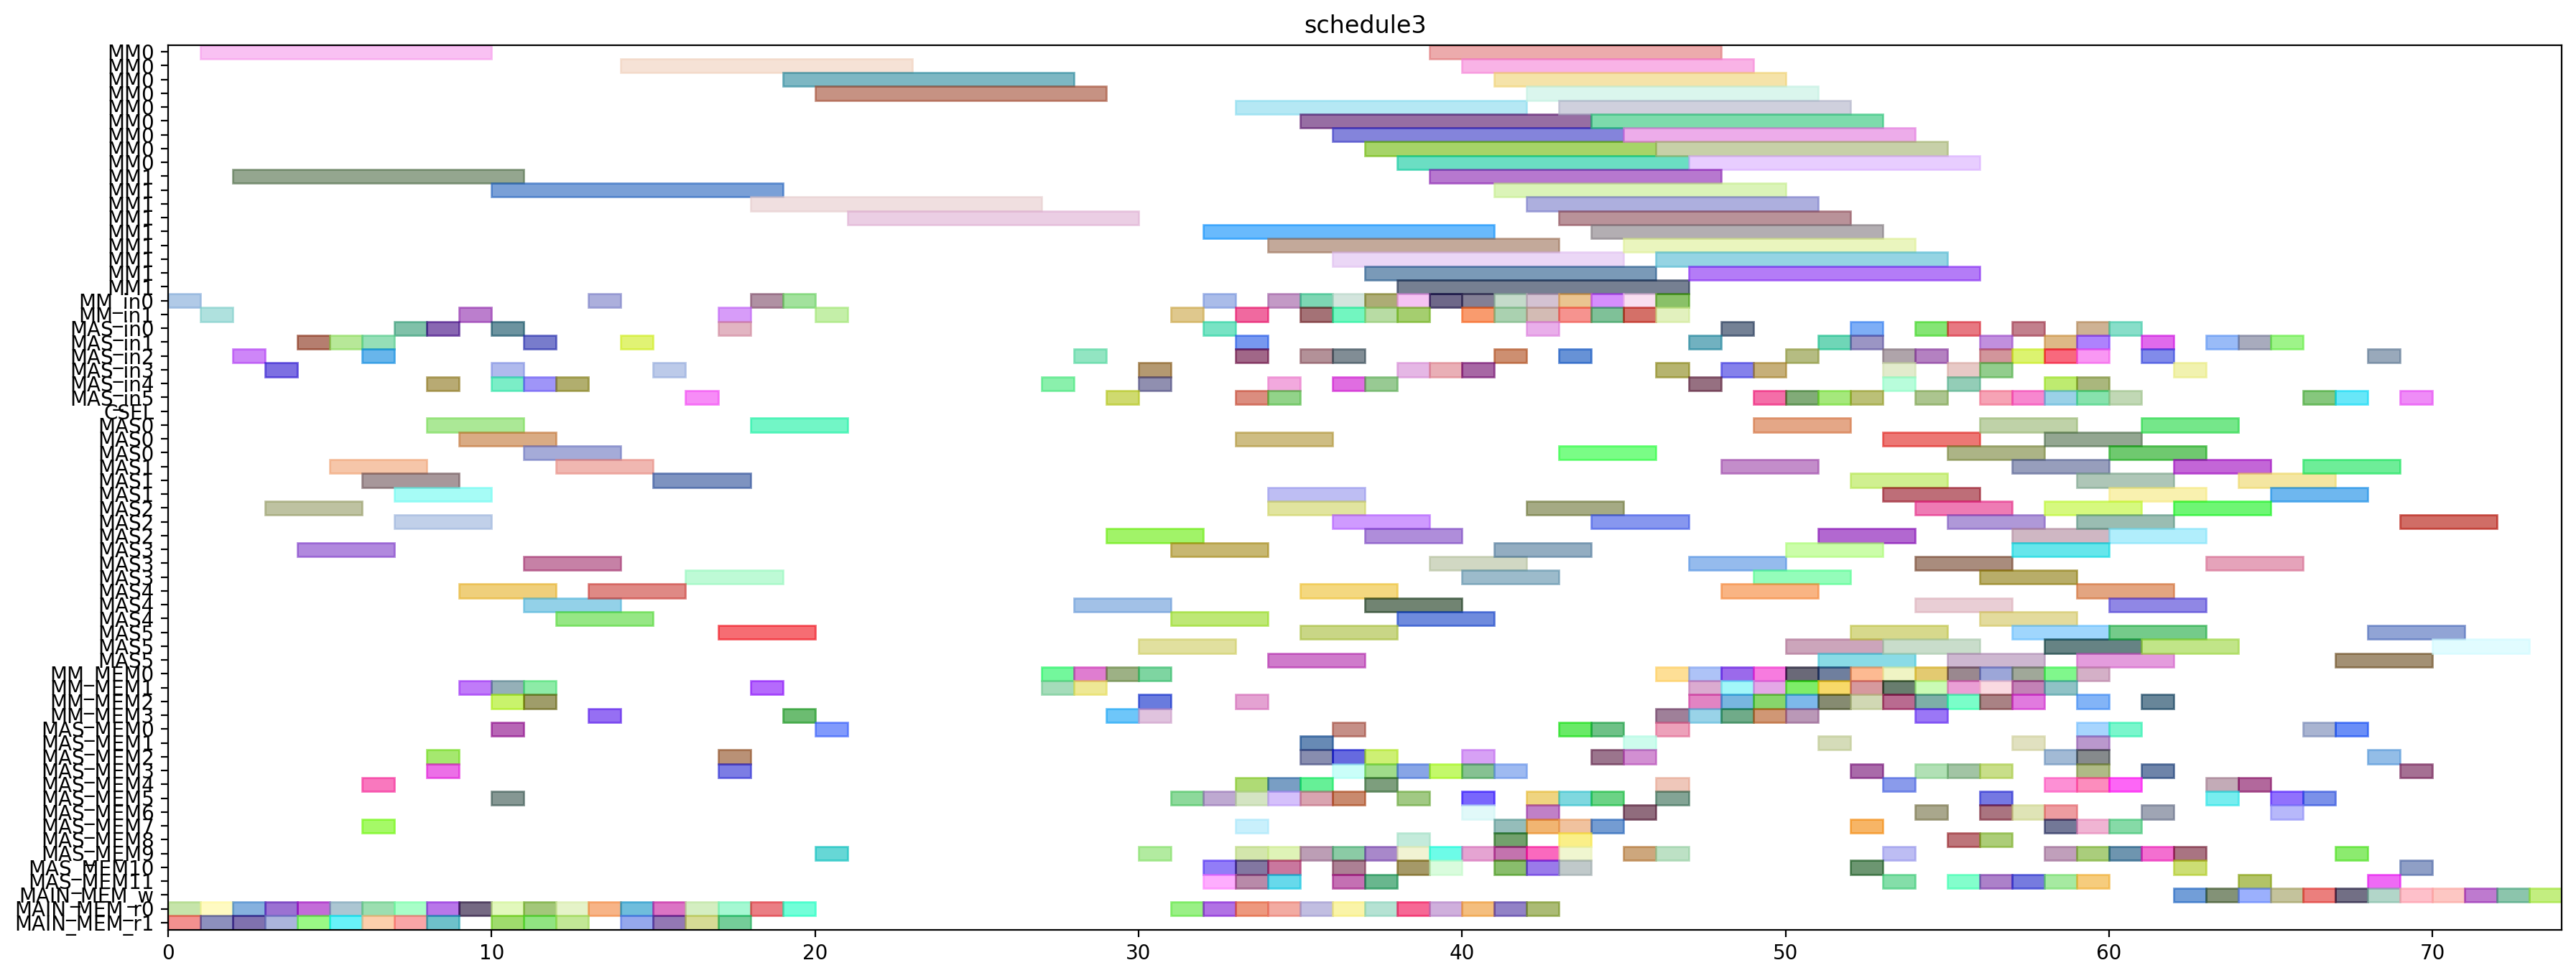 schedule3
MM0
MM0
MM0
MM0
MM0
MM0
MM0
MM0
MM0
MM1
MM1
MM1
MM1
MM1
MM1
MM1
MM1
MM1
MM_in0
MM_in1
MAS_in0
MAS_in1
MAS_in2
MAS_in3
MAS_in4
MAS_in5
CSEL
MAS0
MAS0
MAS0
MAS1
MAS1
MAS1
MAS2
MAS2
MAS2
MAS3
MAS3
MAS3
MAS4
MAS4
MAS4
MAS5
MAS5
MAS5
MM_MEM0
MM_MEM1
MM_MEM2
MM_MEM3
MAS_MEM0
MAS_MEM1
MAS_MEM2
MAS_MEM3
MAS_MEM4
MAS_MEM5
MAS_MEM6
MAS_MEM7
MAS_MEM8
MAS_MEM9
MAS_MEM10
MAS_MEM11
MAIN_MEM_w
MAIN_MEM_r0
MAIN_MEM_r1
0 10 20 30 40 50 60 70